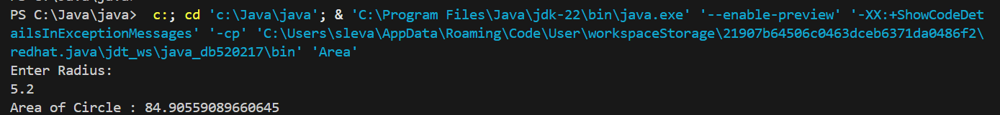 PS C:\Java\java>  c:; cd 'c:\Java\java'; & 'C:\Program Files\Java\jdk-22\bin\java.exe' '--enable-preview' '-XX:+ShowCodeDet
ailsInExceptionMessages' '-cp' 'C:\Users\sleva\AppData\Roaming\Code\User\workspaceStorage\21907b64506c0463dceb6371da0486f2\
redhat.java\jdt_ws\java_db520217\bin' 'Area'
Enter Radius:
5.2
Area of Circle : 84.90559089660645